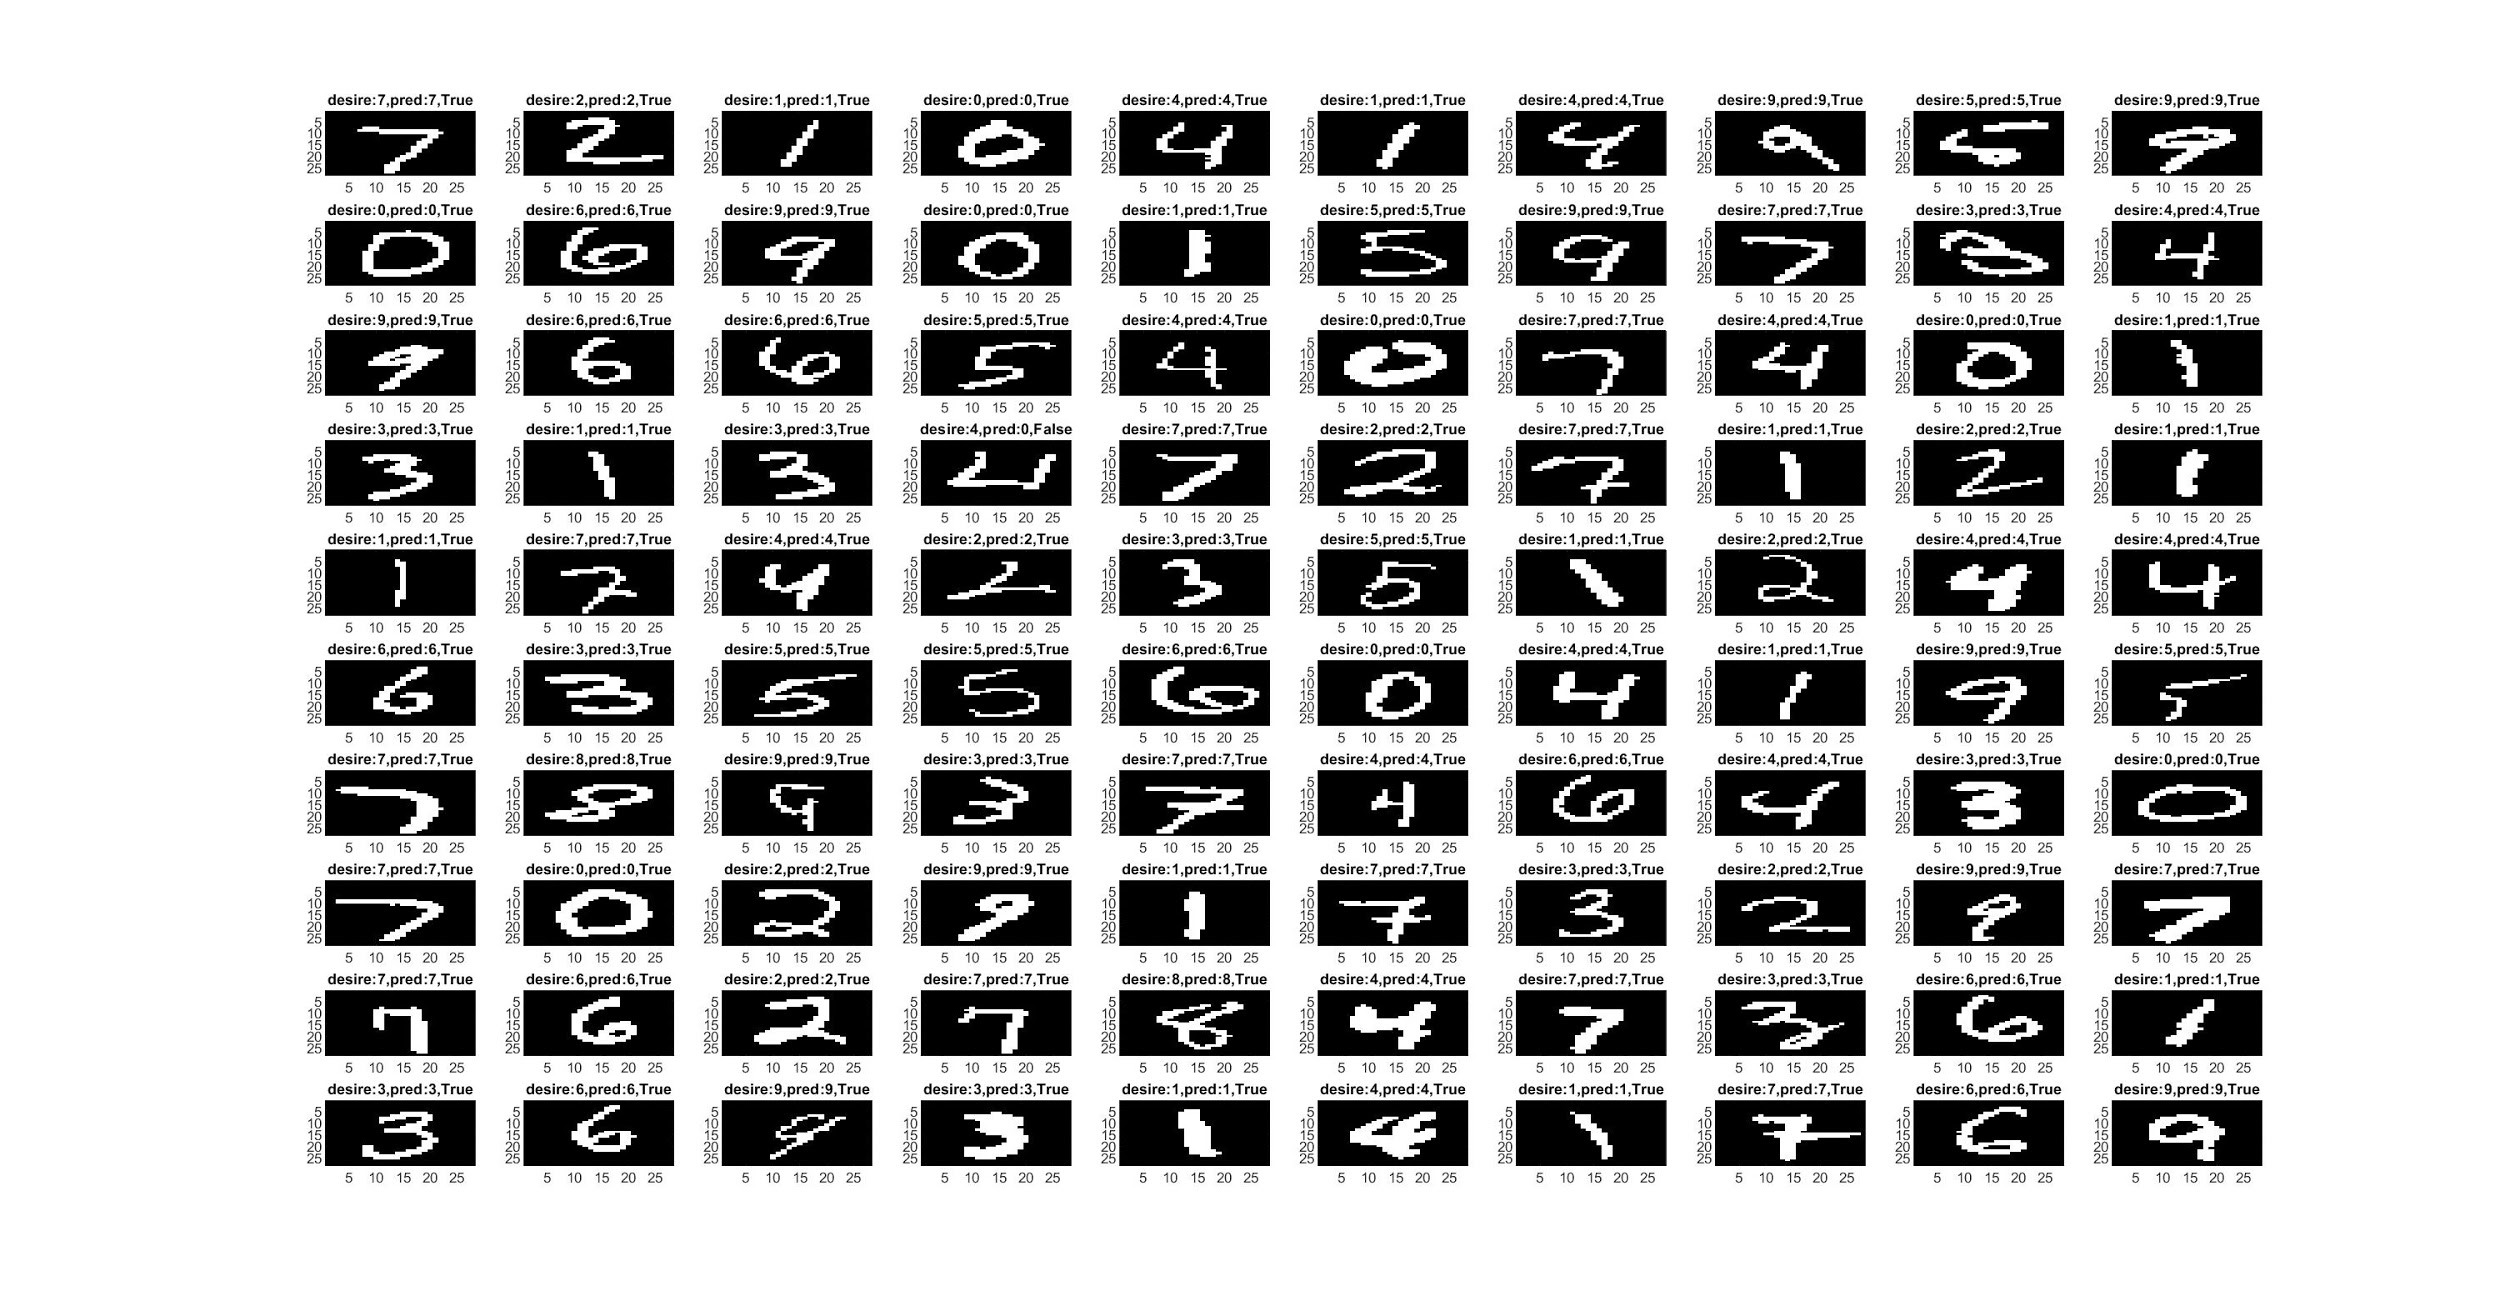 desire:7,pred:7,True desire:2,pred:2,True desire:1,pred:1,True desire:0,pred:0,True desire:4,pred:4,True desire:1,pred:1,True desire:4,pred:4,True desire:9,pred:9,True desire:5,pred:5,True desire:9,pred:9,True
desire:0,pred:0,True desire:6,pred:6,True desire:9,pred:9,True desire:0,pred:0,True desire:1,pred:1,True desire:5,pred:5,True desire:9,pred:9,True desire:7,pred:7,True desire:3,pred:3,True desire:4,pred:4,True
desire:9,pred:9,True desire:6,pred:6,True desire:6,pred:6,True desire:5,pred:5,True desire:4,pred:4,True desire:0,pred:0,True desire:7,pred:7,True desire:4,pred:4,True desire:0,pred:0,True desire:1,pred:1,True
desire:3,pred:3,True desire:1,pred:1,True desire:3,pred:3,True desire:4,pred:0,False desire:7,pred:7,True desire:2,pred:2,True desire:7,pred:7,True desire:1,pred:1,True desire:2,pred:2,True desire:1,pred:1,True
desire:1,pred:1,True desire:7,pred:7,True desire:4,pred:4,True desire:2,pred:2,True desire:3,pred:3,True desire:5,pred:5,True desire:1,pred:1,True desire:2,pred:2,True desire:4,pred:4,True desire:4,pred:4,True
desire:6,pred:6,True desire:3,pred:3,True desire:5,pred:5,True desire:5,pred:5,True desire:6,pred:6,True desire:0,pred:0,True desire:4,pred:4,True desire:1,pred:1,True desire:9,pred:9,True desire:5,pred:5,True
desire:7,pred:7,True desire:8,pred:8,True desire:9,pred:9,True desire:3,pred:3,True desire:7,pred:7,True desire:4,pred:4,True desire:6,pred:6,True desire:4,pred:4,True desire:3,pred:3,True desire:0,pred:0,True
desire:7,pred:7,True desire:0,pred:0,True desire:2,pred:2,True desire:9,pred:9,True desire:1,pred:1,True desire:7,pred:7,True desire:3,pred:3,True desire:2,pred:2,True desire:9,pred:9,True desire:7,pred:7,True
desire:7,pred:7,True desire:6,pred:6,True desire:2,pred:2,True desire:7,pred:7,True desire:8,pred:8,True desire:4,pred:4,True desire:7,pred:7,True desire:3,pred:3,True desire:6,pred:6,True desire:1,pred:1,True
desire:3,pred:3,True desire:6,pred:6,True desire:9,pred:9,True desire:3,pred:3,True desire:1,pred:1,True desire:4,pred:4,True desire:1,pred:1,True desire:7,pred:7,True desire:6,pred:6,True desire:9,pred:9,True